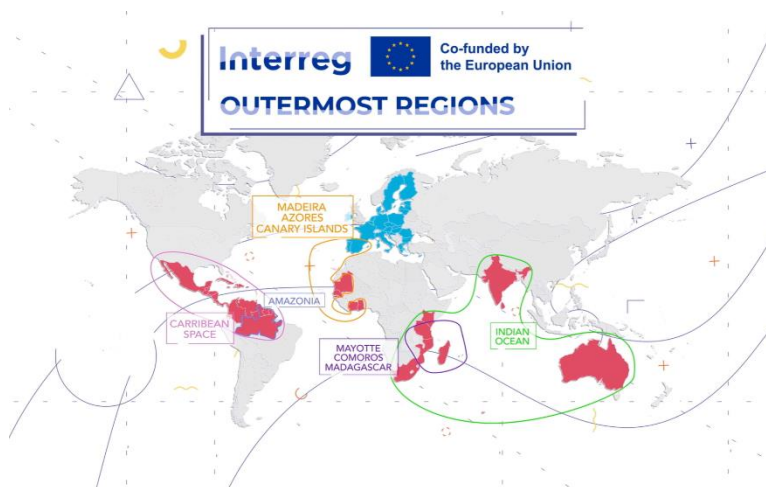 Interreg
Co-funded by
the European Union
OUTERMOST REGIONS
MADEIRA
AZORES
CANARY ISLANDS
AMAZONIA
CARRIBEAN
SPACE
MAYOTTE
COMOROS
MADAGASCAR
INDIAN
OCEAN